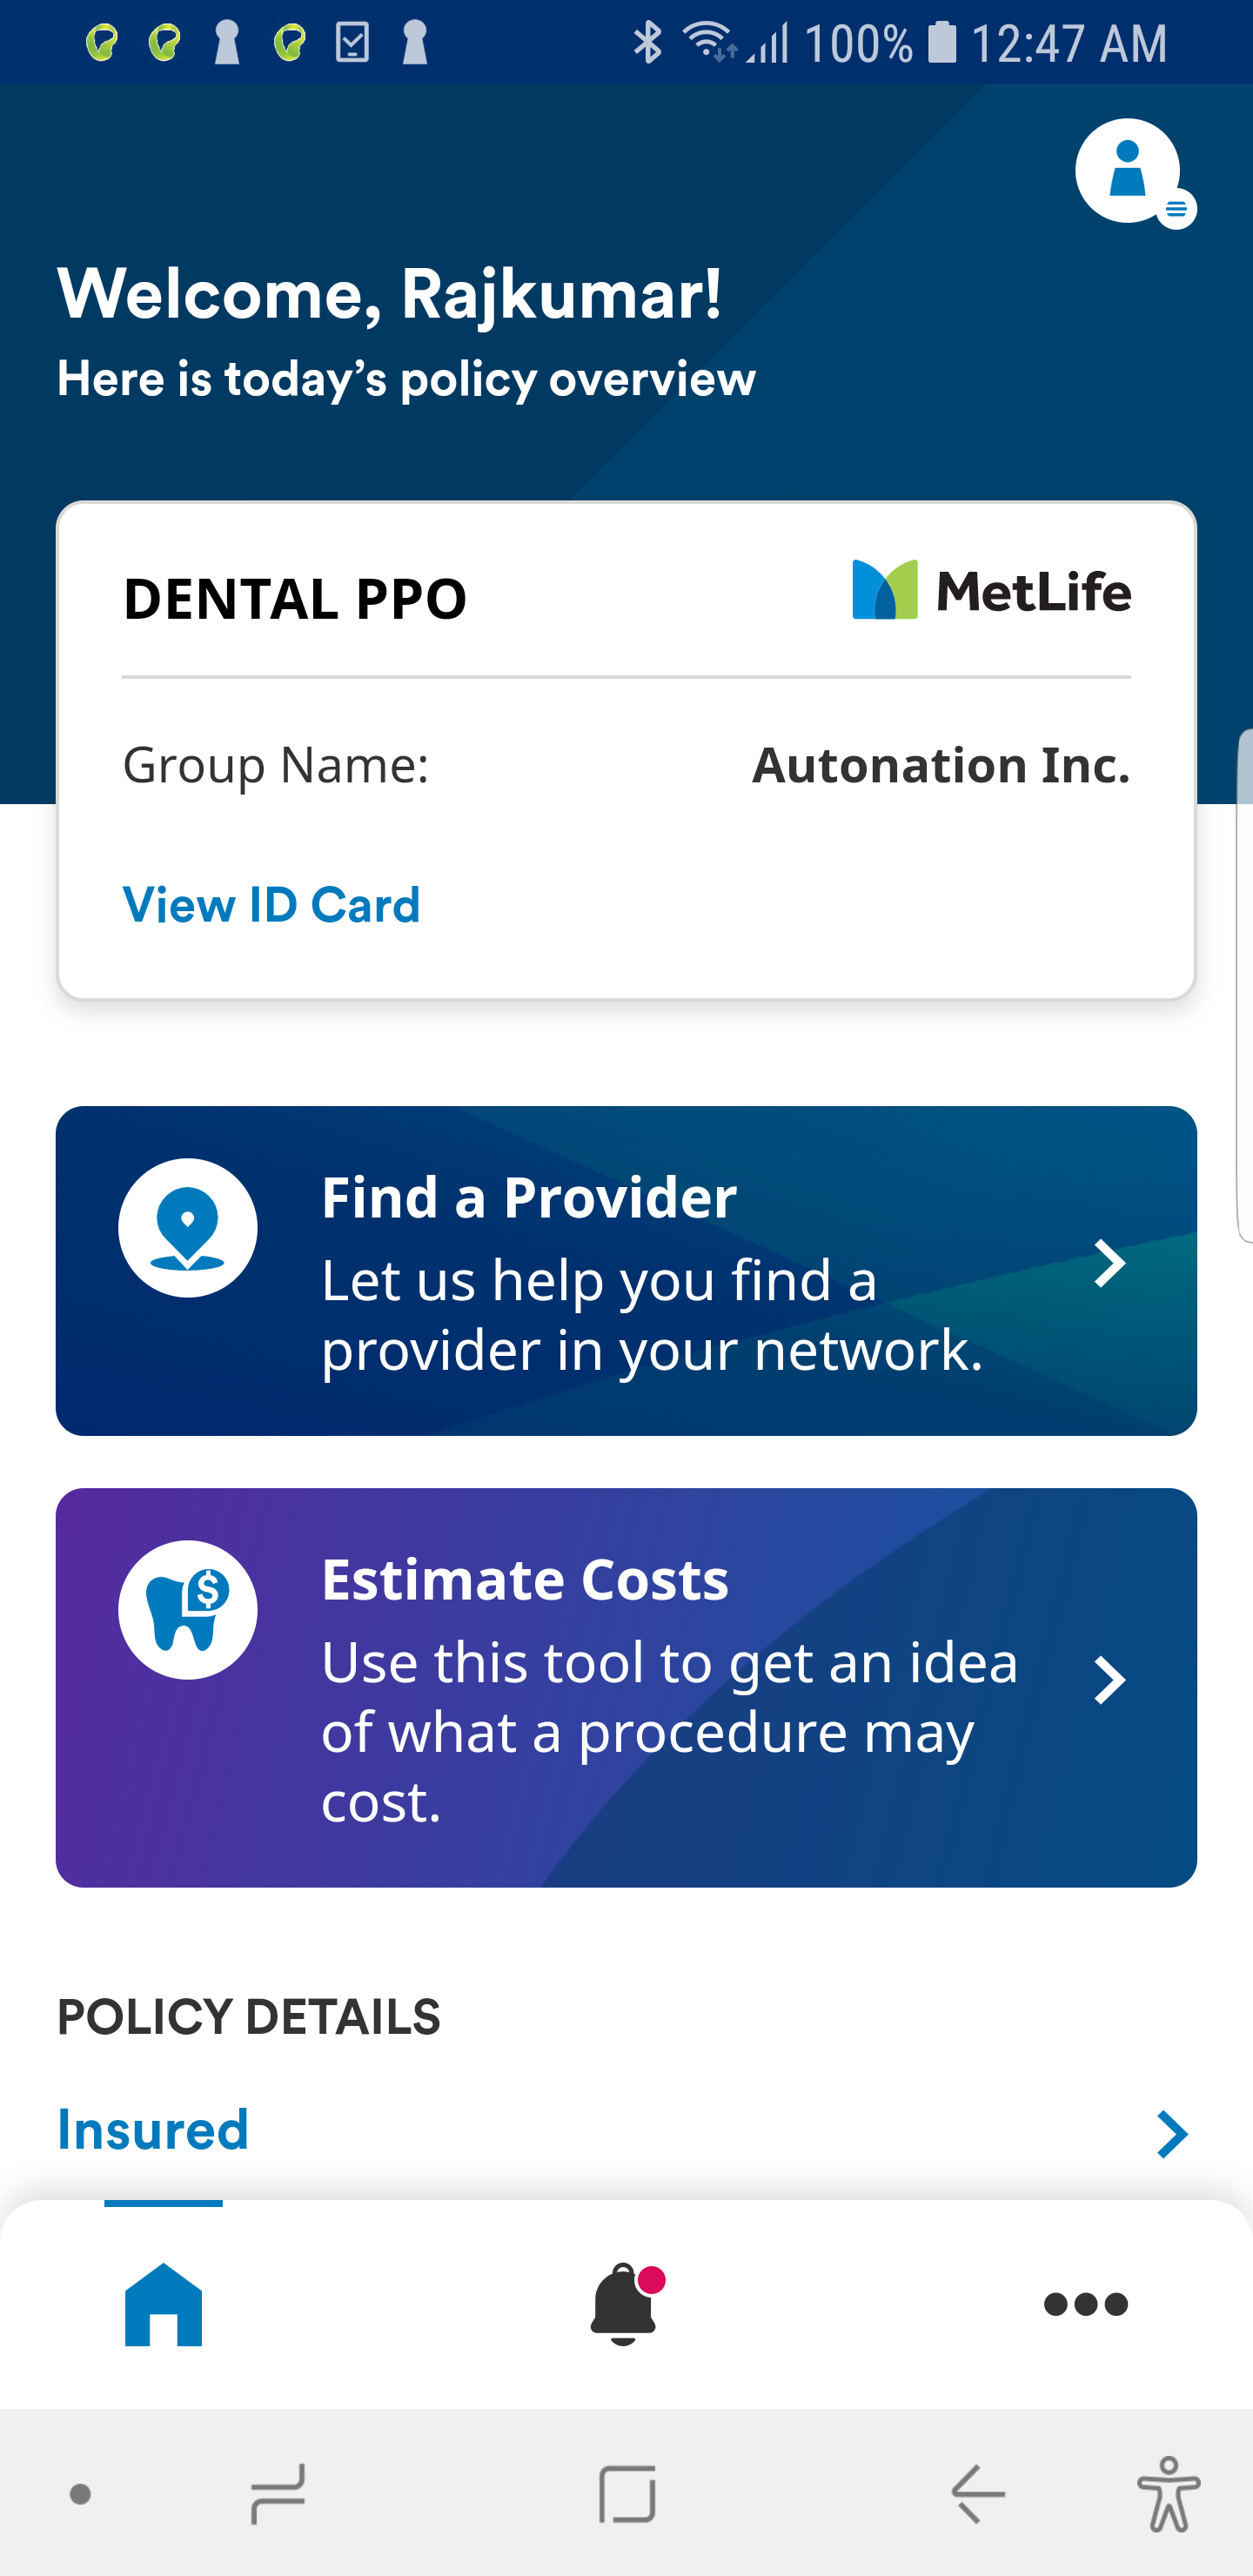 100% 12:47 AM
Welcome, Rajkumar!
Here is today’s policy overview
DENTAL PPO
MetLife
Group Name: Autonation Inc.
View ID Card
Find a Provider
Let us help you find a
provider in your network.
$
Estimate Costs
Use this tool to get an idea
of what a procedure may
cost.
POLICY DETAILS
Insured